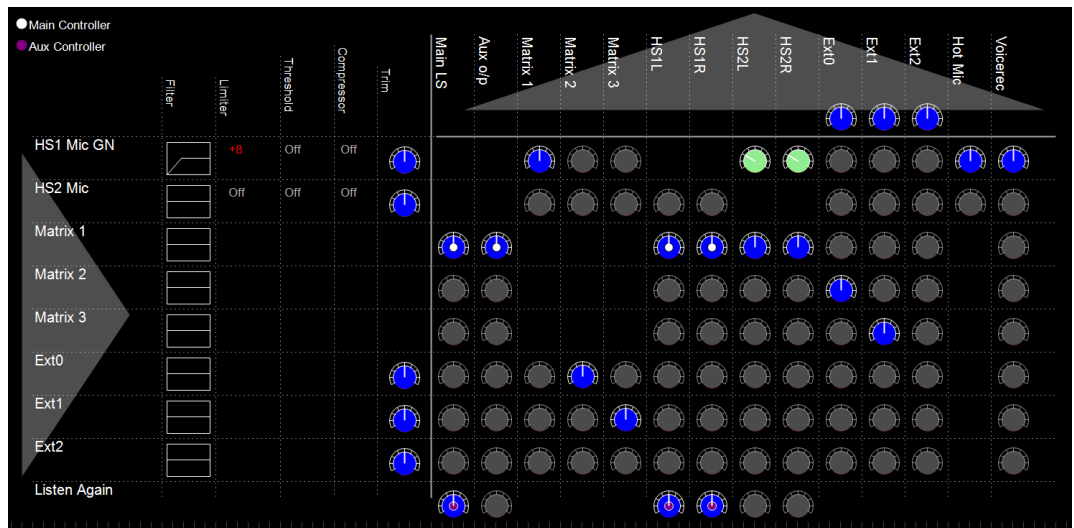 Main Controller
Aux Controller
Filter
Limiter
Threshold
Compressor
Trim
Main LS
Aux o/p
Matrix 1
Matrix 2
Matrix 3
HS1L
HS1R
HS2L
HS2R
Ext0
Ext1
Ext2
Hot Mic
Voicerec
HS1 Mic GN +8 Off Off
HS2 Mic Off Off Off
Matrix 1
Matrix 2
Matrix 3
Ext0
Ext1
Ext2
Listen Again